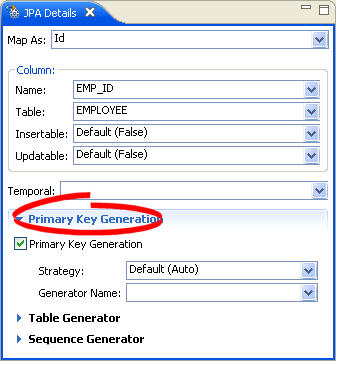 JPA Details
Map As: Id
Column:
Name: EMP_ID
Table: EMPLOYEE
Insertable: Default (False)
Updatable: Default (False)
Temporal:
Primary Key Generation
Primary Key Generation
Strategy: Default (Auto)
Generator Name:
Table Generator
Sequence Generator